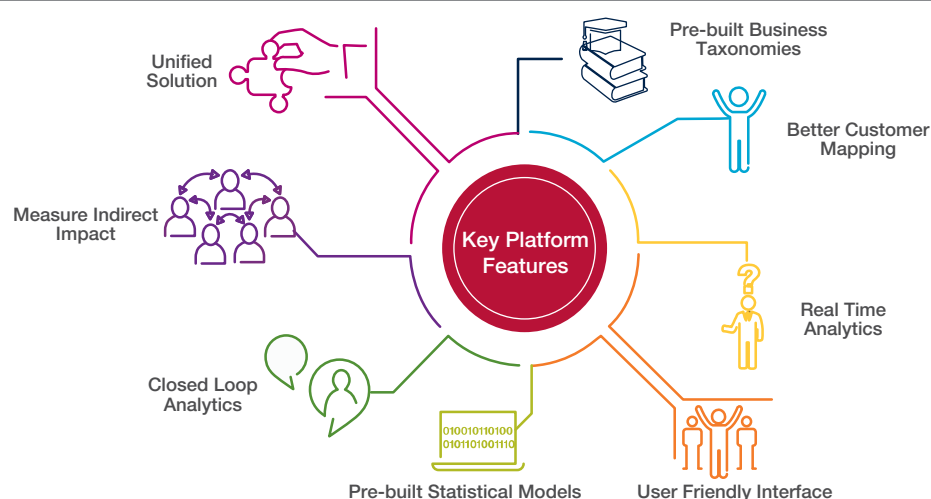 Unified
Solution
Pre-built Business
Taxonomies
Better Customer
Mapping
Measure Indirect
Impact
Key Platform
Features
Real Time
Analytics
Closed Loop
Analytics
010010110100
0101101001110
Pre-built Statistical Models
User Friendly Interface
?